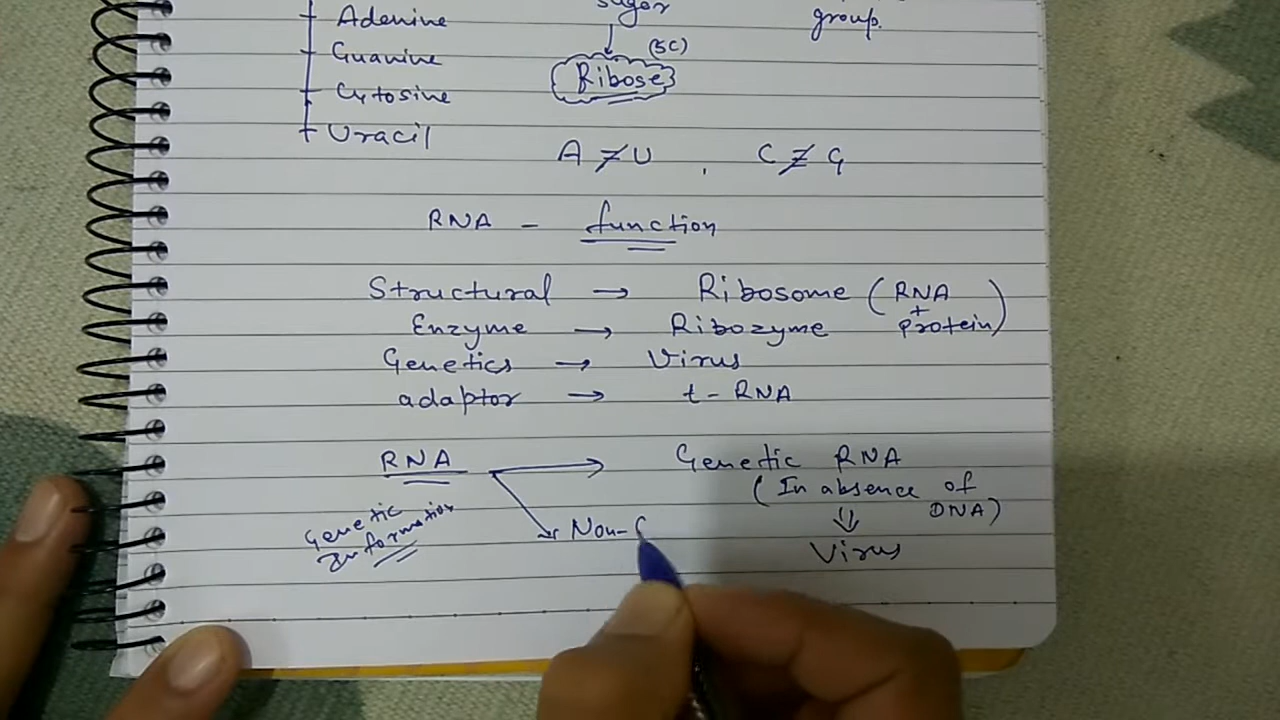 Adenine
sugar
group.
Guanine
(5C)
Ribose
Cytosine
Uracil
A ≠ U , C ≠ G
RNA - function
Structural → Ribosome (RNA
+
Protein)
Enzyme → Ribozyme
Genetics → Virus
adaptor → t-RNA
RNA → Genetic RNA
(In absence of
DNA)
⇓
Virus
Genetic
Information
→ Non-G